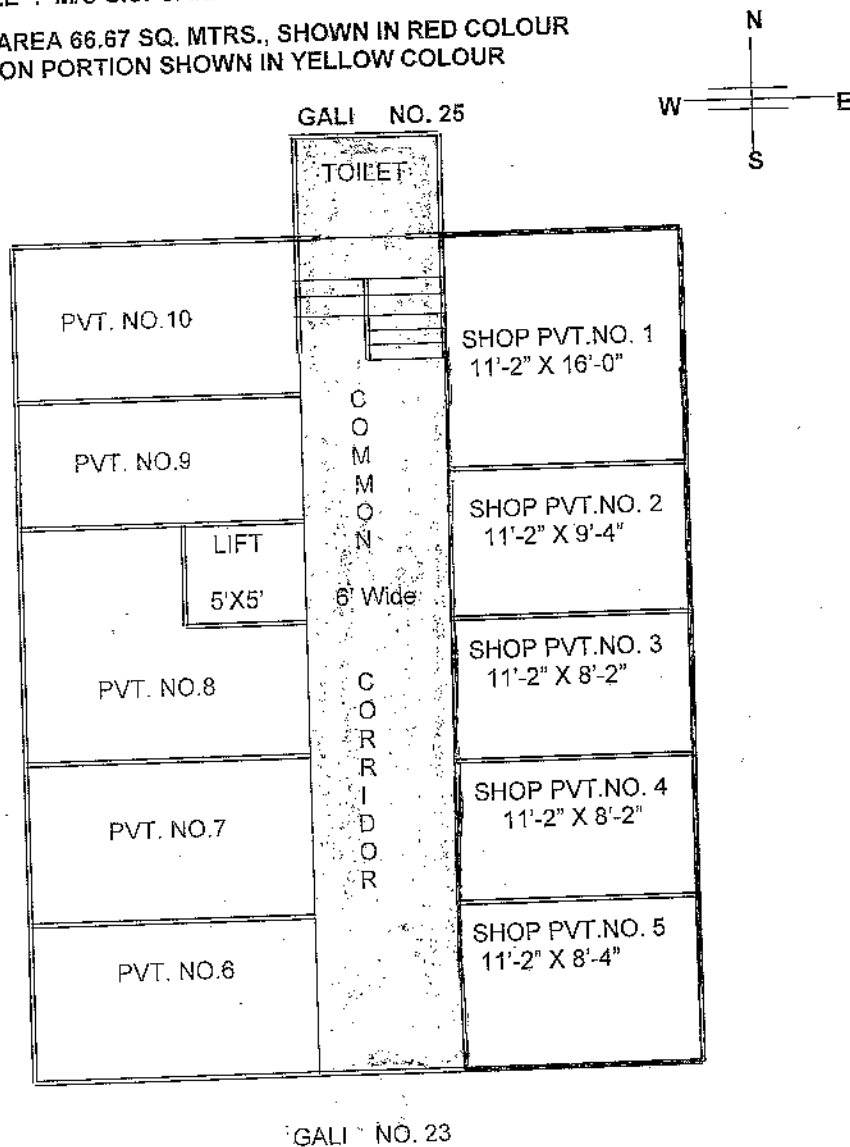 AREA 66.67 SQ. MTRS., SHOWN IN RED COLOUR
ON PORTION SHOWN IN YELLOW COLOUR
N
W E
S
GALI NO. 25
TOILET
PVT. NO.10
SHOP PVT.NO. 1
11'-2" X 16'-0"
PVT. NO.9
SHOP PVT.NO. 2
11'-2" X 9'-4"
LIFT
5'X5'
COMMON
6' Wide
CORRIDOR
SHOP PVT.NO. 3
11'-2" X 8'-2"
PVT. NO.8
SHOP PVT.NO. 4
11'-2" X 8'-2"
PVT. NO.7
SHOP PVT.NO. 5
11'-2" X 8'-4"
PVT. NO.6
GALI NO. 23